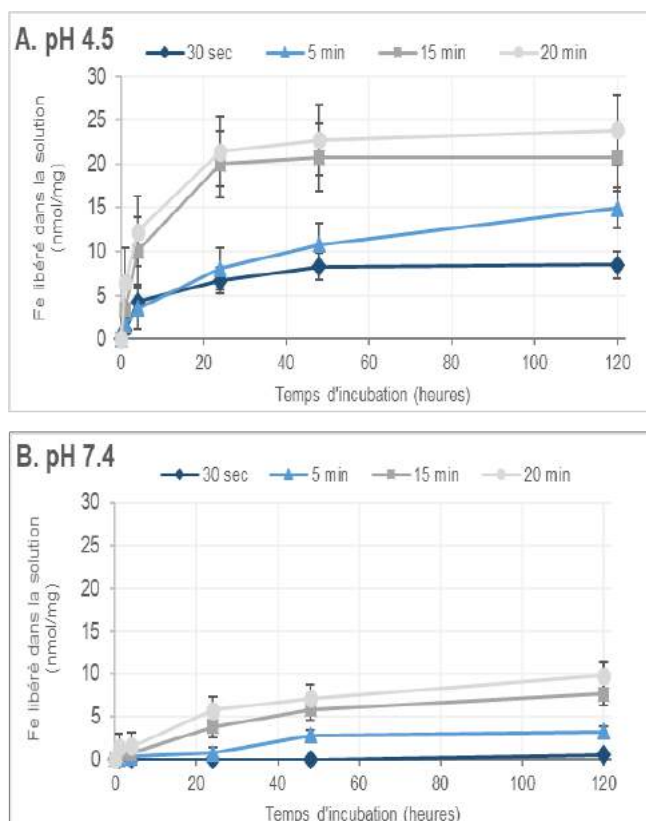 A. pH 4.5
30 sec 5 min 15 min 20 min
30
25
20
15
10
5
0
Fe libéré dans la solution
(nmol/mg)
0 20 40 60 80 100 120
Temps d'incubation (heures)
B. pH 7.4
30 sec 5 min 15 min 20 min
30
25
20
15
10
5
0
Fe libéré dans la solution
(nmol/mg)
0 20 40 60 80 100 120
Temps d'incubation (heures)